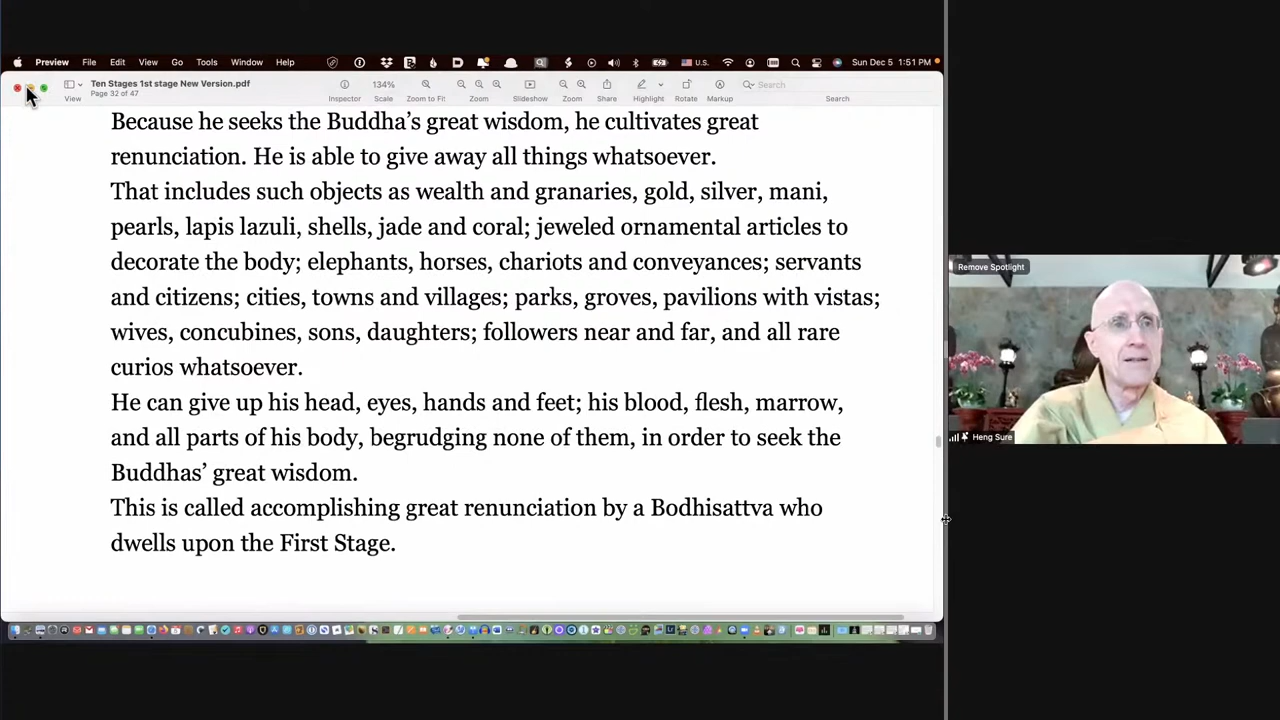 Preview File Edit View Go Tools Window Help U.S. Sun Dec 5 1:51 PM
Ten Stages 1st stage New Version.pdf
Page 32 of 47
134%
Search
View Inspector Scale Zoom to Fit Zoom Slideshow Zoom Share Highlight Rotate Markup Search
Because he seeks the Buddha’s great wisdom, he cultivates great
renunciation. He is able to give away all things whatsoever.
That includes such objects as wealth and granaries, gold, silver, mani,
pearls, lapis lazuli, shells, jade and coral; jeweled ornamental articles to
decorate the body; elephants, horses, chariots and conveyances; servants
and citizens; cities, towns and villages; parks, groves, pavilions with vistas;
wives, concubines, sons, daughters; followers near and far, and all rare
curios whatsoever.
He can give up his head, eyes, hands and feet; his blood, flesh, marrow,
and all parts of his body, begrudging none of them, in order to seek the
Buddhas’ great wisdom.
This is called accomplishing great renunciation by a Bodhisattva who
dwells upon the First Stage.
Remove Spotlight
Heng Sure